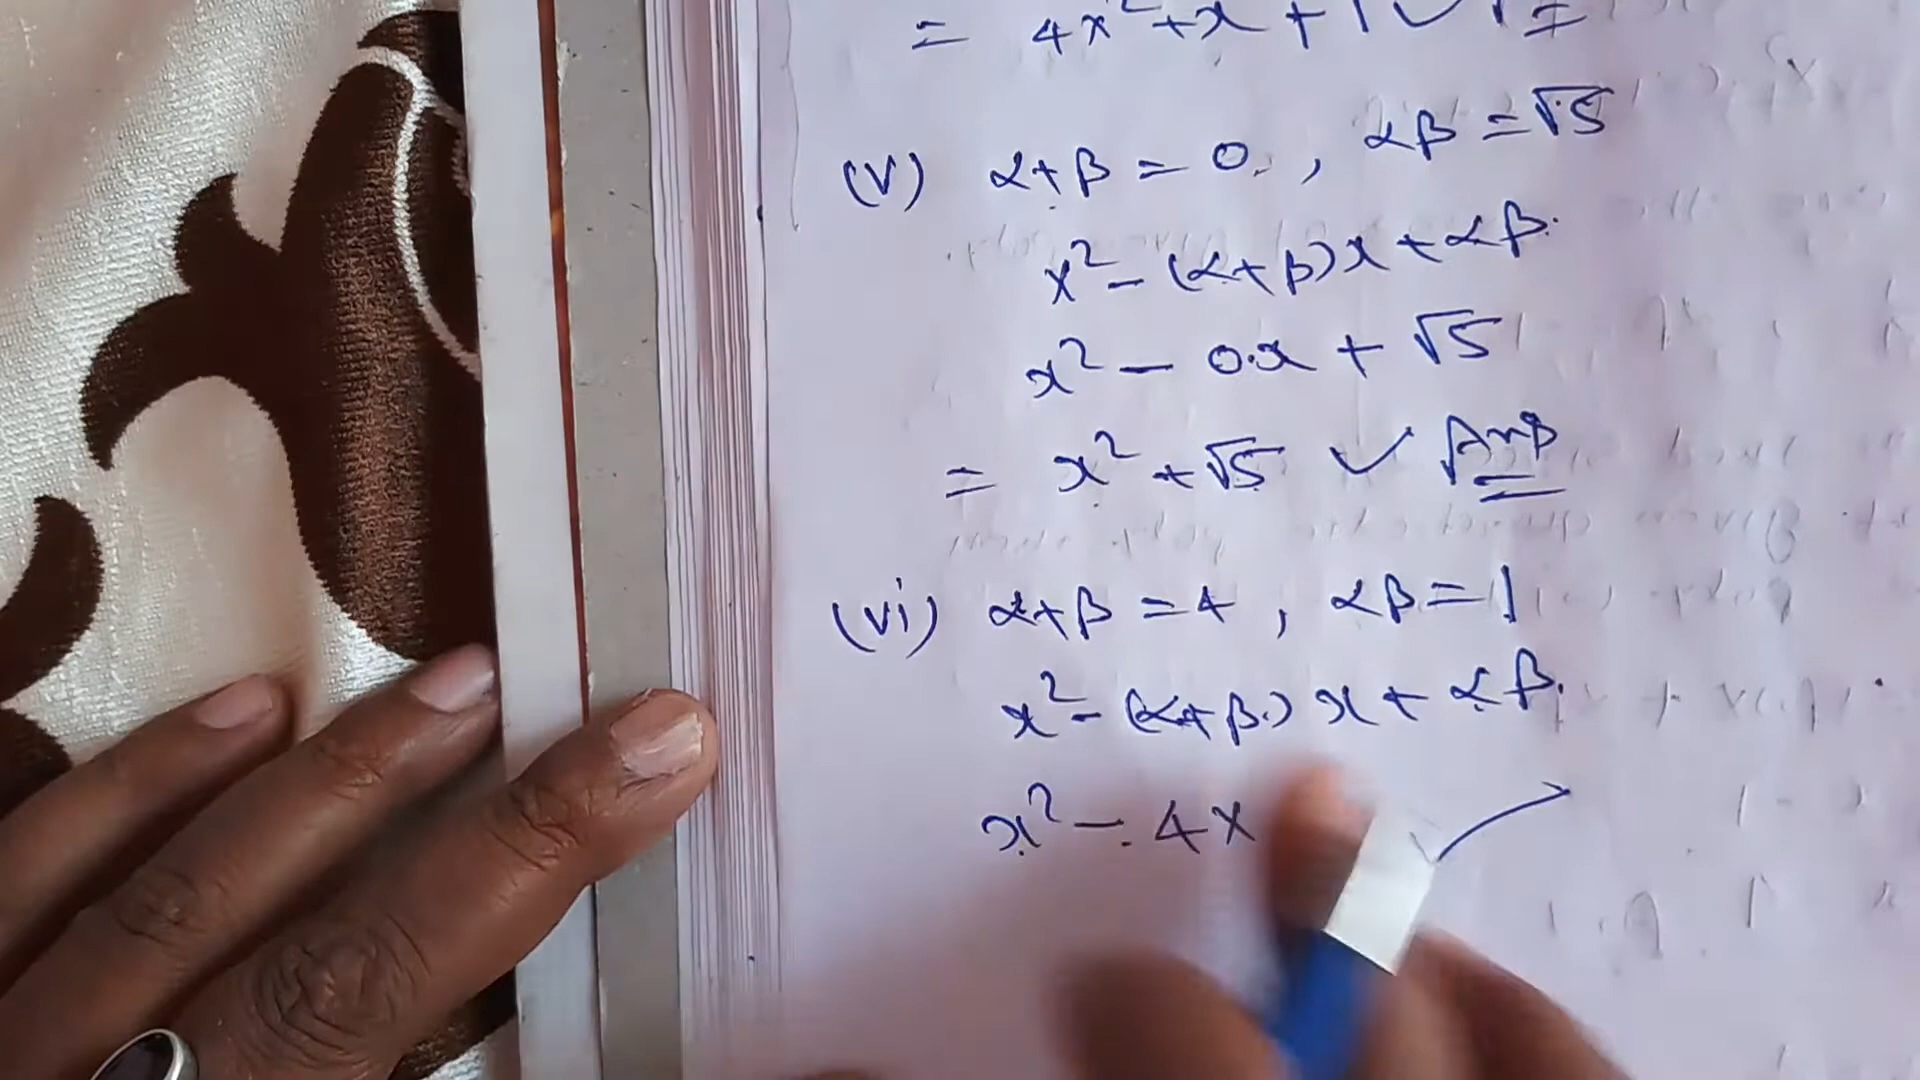 = 4x²+x+1 ✓
(v) α+β = 0, αβ = √5
x² - (α+β)x + αβ.
x² - 0.x + √5
= x² + √5 ✓ Ans
(vi) α+β = 4, αβ = 1
x² - (α+β)x + αβ.
x² - 4x